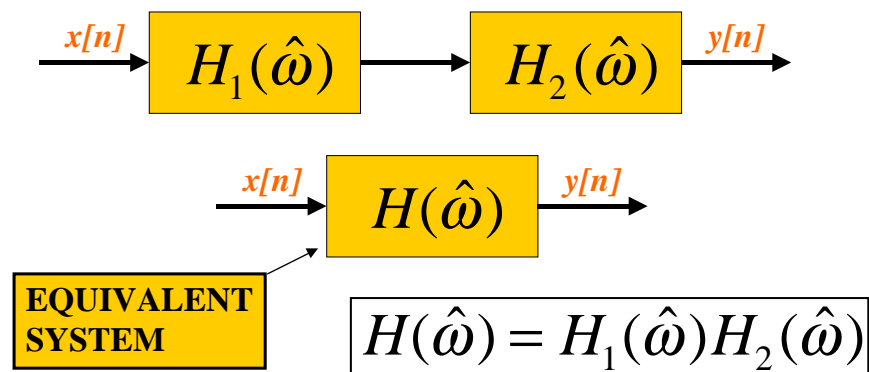 x[n] H₁(ω̂) H₂(ω̂) y[n]
x[n] H(ω̂) y[n]
EQUIVALENT
SYSTEM
H(ω̂) = H₁(ω̂)H₂(ω̂)